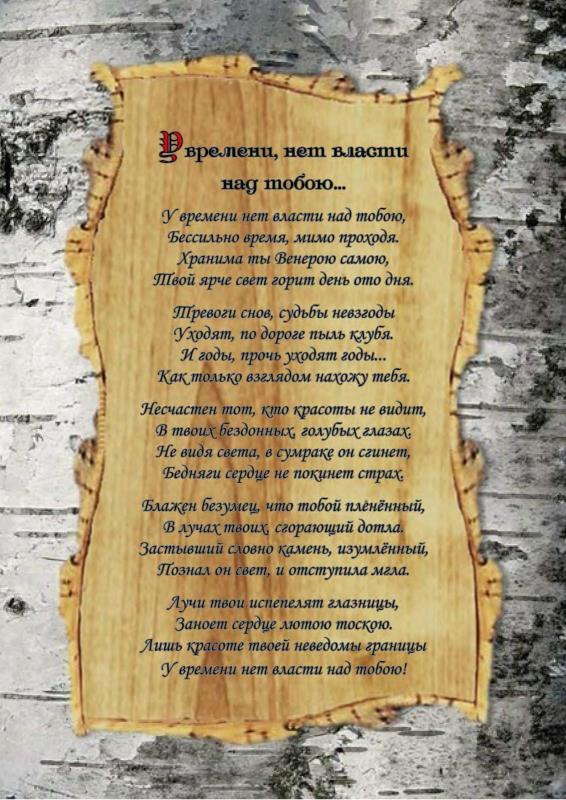 У времени, нет власти
над тобою...
У времени нет власти над тобою,
Бессильно время, мимо проходя.
Хранима ты Венерою самою,
Твой ярче свет горит день ото дня.
Тревоги снов, судьбы невзгоды
Уходят, по дороге пыль клубя.
И годы, прочь уходят годы...
Как только взглядом нахожу тебя.
Несчастен тот, кто красоты не видит,
В твоих бездонных, голубых глазах.
Не видя света, в сумраке он сгинет,
Бедняги сердце не покинет страх.
Блажен безумец, что тобой пленённый,
В лучах твоих, сгорающий дотла.
Застывший словно камень, изумлённый,
Познал он свет, и отступила мгла.
Лучи твои испепелят глазницы,
Заноет сердце лютою тоскою.
Лишь красоте твоей неведомы границы
У времени нет власти над тобою!